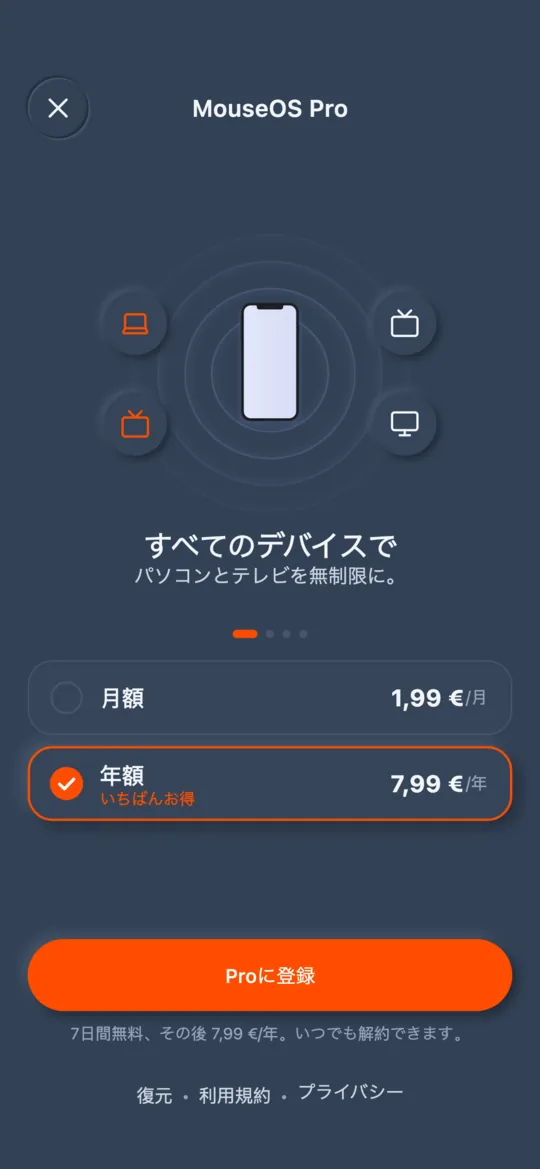 MouseOS Pro
すべてのデバイスで
パソコンとテレビを無制限に。
月額
1,99 €/月
年額
いちばんお得
7,99 €/年
Proに登録
7日間無料、その後 7,99 €/年。いつでも解約できます。
復元 • 利用規約 • プライバシー